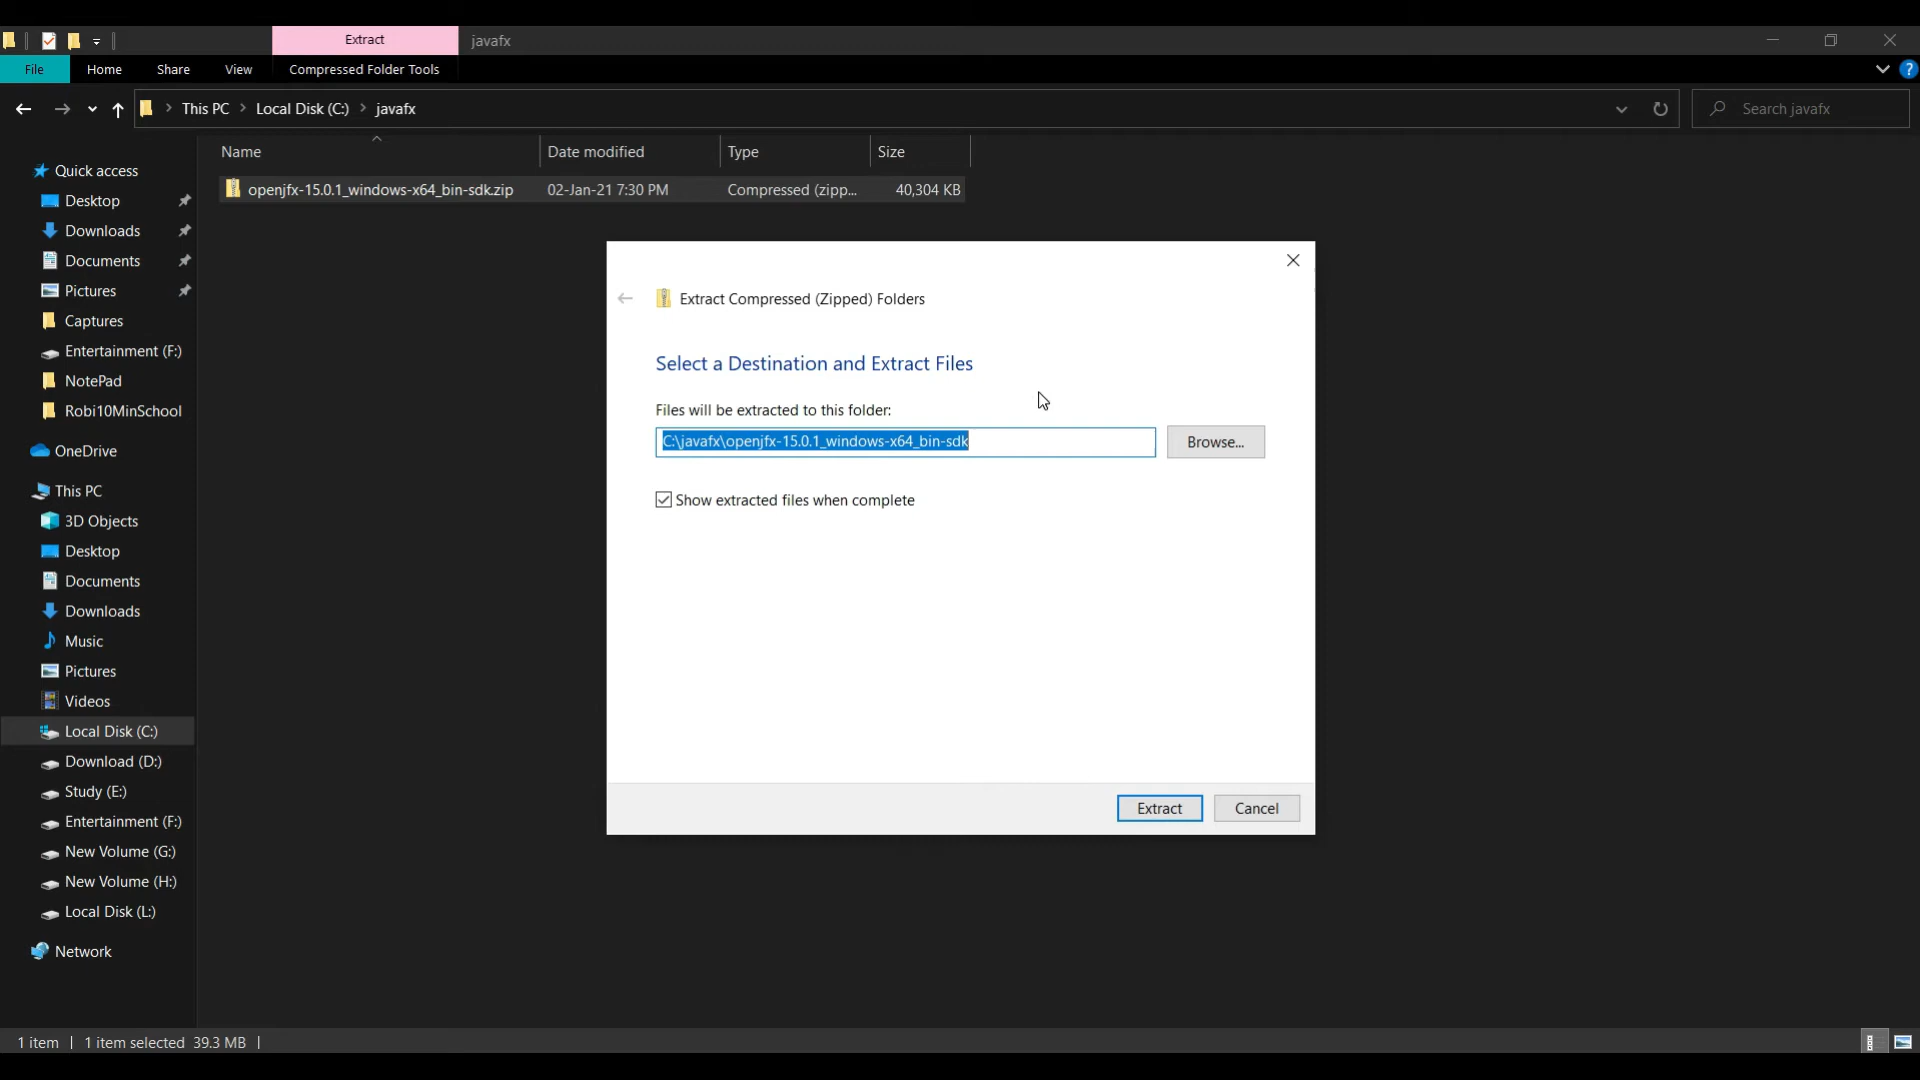 Extract
javafx
File
Home
Share
View
Compressed Folder Tools
?
This PC
Local Disk (C:)
javafx
Search javafx
Name
Date modified
Type
Size
openjfx-15.0.1_windows-x64_bin-sdk.zip
02-Jan-21 7:30 PM
Compressed (zipp...
40,304 KB
Quick access
Desktop
Downloads
Documents
Pictures
Captures
Entertainment (F:)
NotePad
Robi10MinSchool
OneDrive
This PC
3D Objects
Desktop
Documents
Downloads
Music
Pictures
Videos
Local Disk (C:)
Download (D:)
Study (E:)
Entertainment (F:)
New Volume (G:)
New Volume (H:)
Local Disk (L:)
Network
Extract Compressed (Zipped) Folders
Select a Destination and Extract Files
Files will be extracted to this folder:
C:\javafx\openjfx-15.0.1_windows-x64_bin-sdk
Browse...
Show extracted files when complete
Extract
Cancel
1 item
1 item selected 39.3 MB